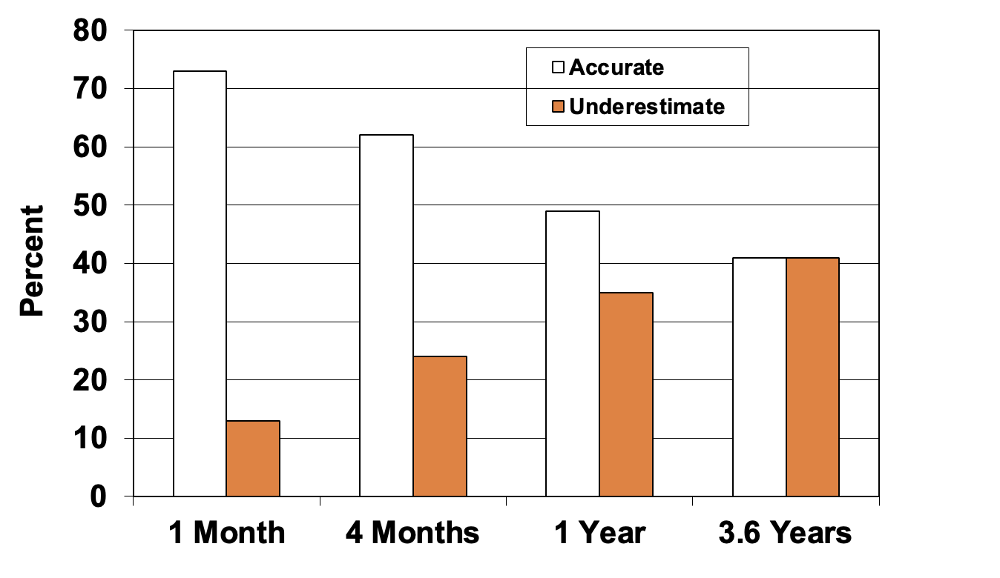 80
70
60
50
40
30
20
10
0
Percent
Accurate
Underestimate
1 Month
4 Months
1 Year
3.6 Years